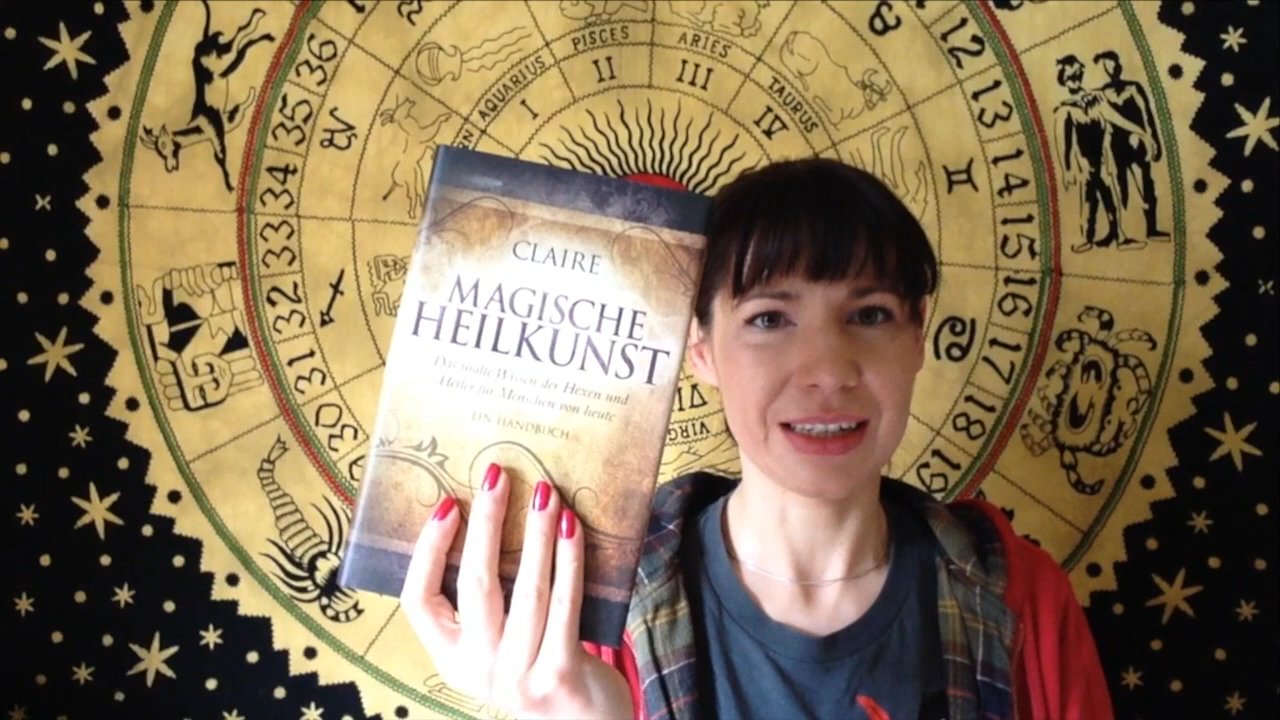 PISCES
ARIES
AQUARIUS
TAURUS
I
II
III
IV
36
35
34
33
32
31
30
12
13
14
15
16
17
18
19
VI
VIRG
CLAIRE
MAGISCHE
HEILKUNST
Das uralte Wissen der Hexen und
Heiler für Menschen von heute
EIN HANDBUCH